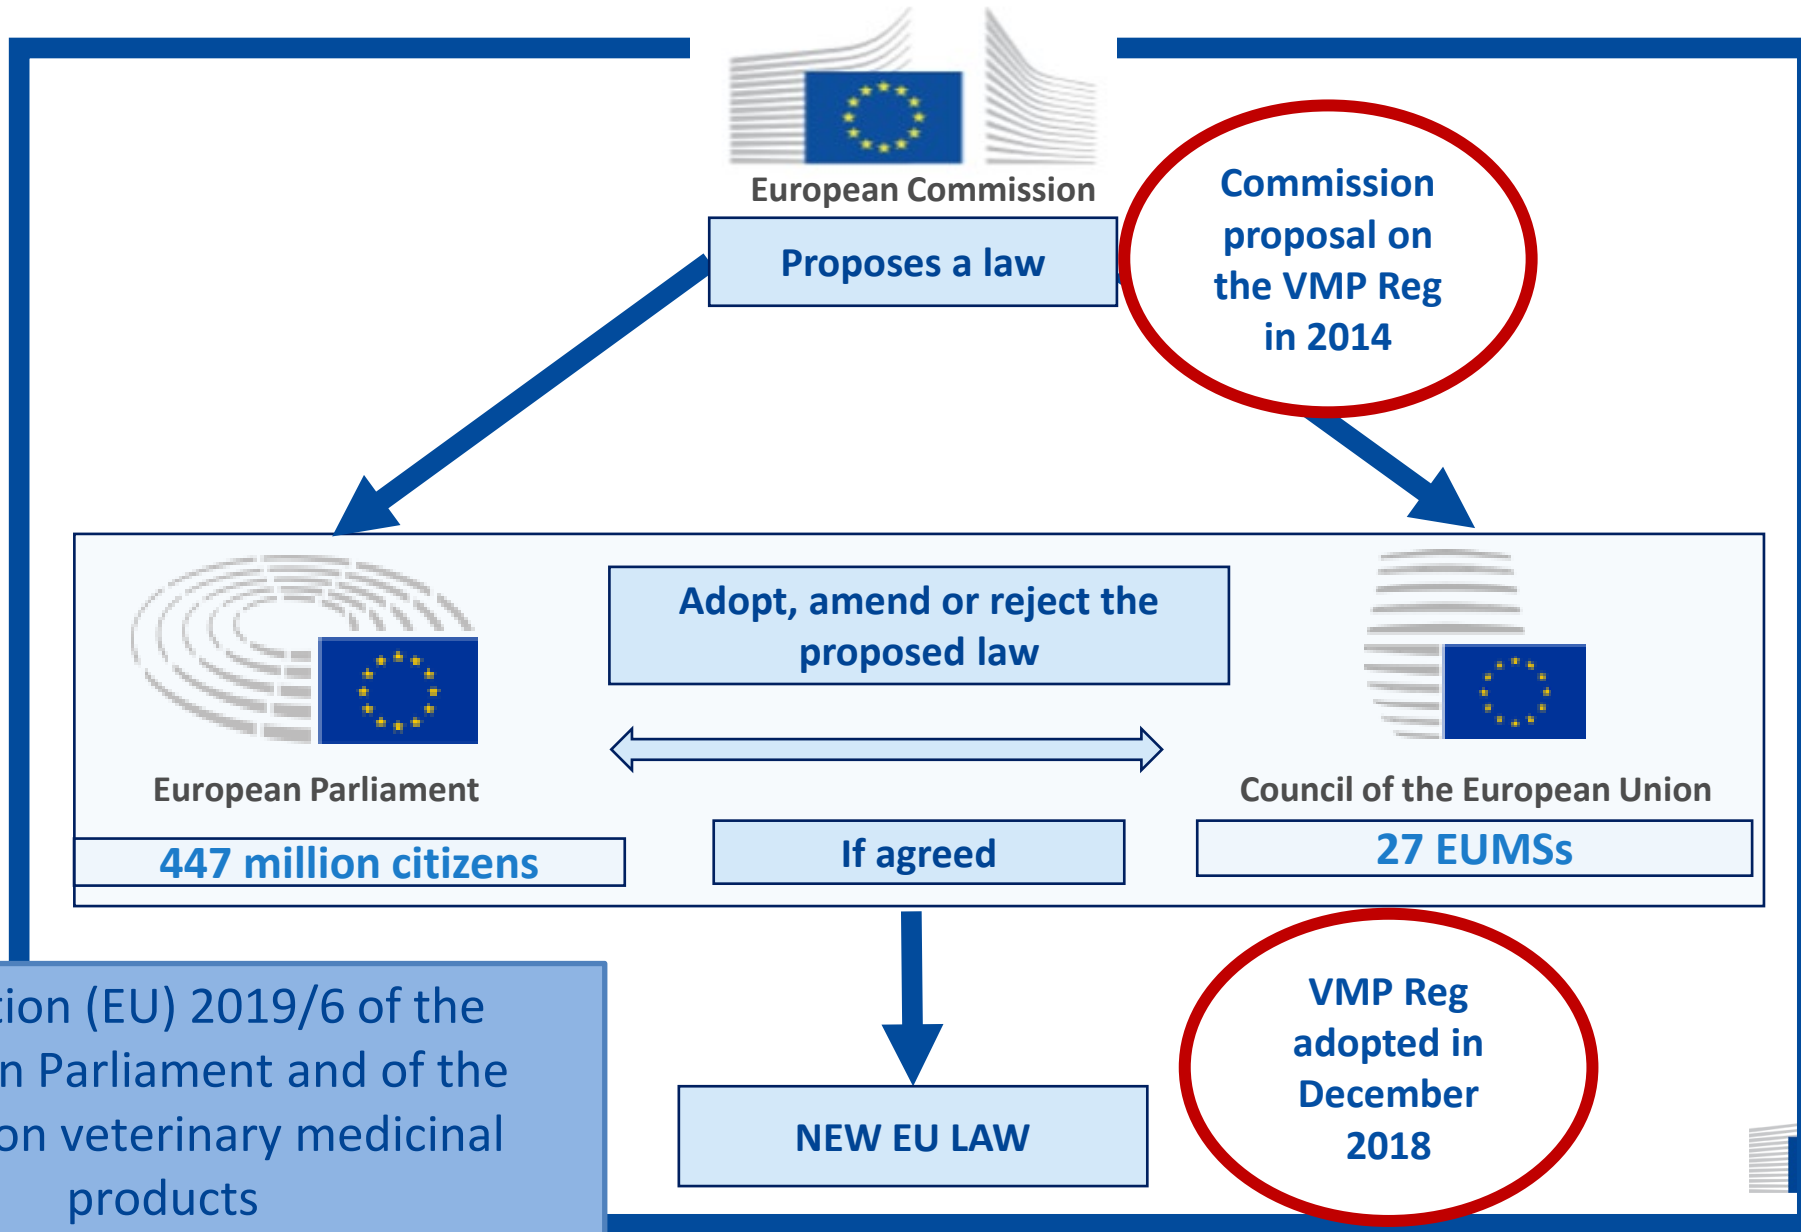 European Commission
Proposes a law
Commission
proposal on
the VMP Reg
in 2014
Adopt, amend or reject the
proposed law
European Parliament
Council of the European Union
447 million citizens
If agreed
27 EUMSs
tion (EU) 2019/6 of the
n Parliament and of the
on veterinary medicinal
products
NEW EU LAW
VMP Reg
adopted in
December
2018